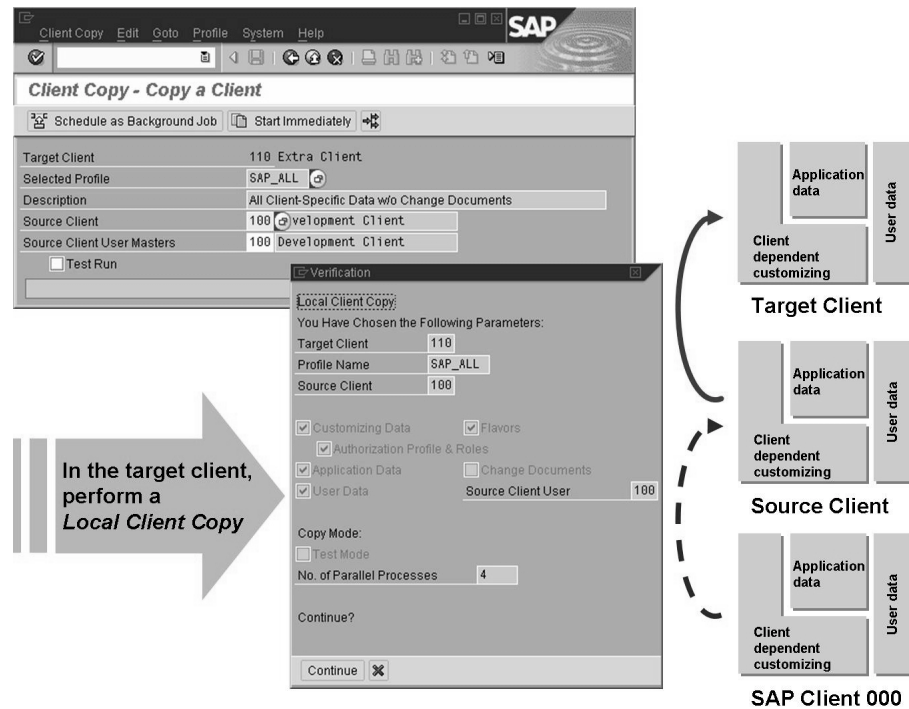 Client Copy Edit Goto Profile System Help
SAP
Client Copy - Copy a Client
Schedule as Background Job Start Immediately
Target Client 110 Extra Client
Selected Profile SAP_ALL
Description All Client-Specific Data w/o Change Documents
Source Client 100 velopment Client
Source Client User Masters 100 Development Client
Test Run
Verification
Local Client Copy
You Have Chosen the Following Parameters:
Target Client 110
Profile Name SAP_ALL
Source Client 100
Customizing Data Flavors
Authorization Profile & Roles
Application Data Change Documents
User Data Source Client User 100
Copy Mode:
Test Mode
No. of Parallel Processes 4
Continue?
Continue
In the target client,
perform a
Local Client Copy
Application
data
User data
Client
dependent
customizing
Target Client
Application
data
User data
Client
dependent
customizing
Source Client
Application
data
User data
Client
dependent
customizing
SAP Client 000